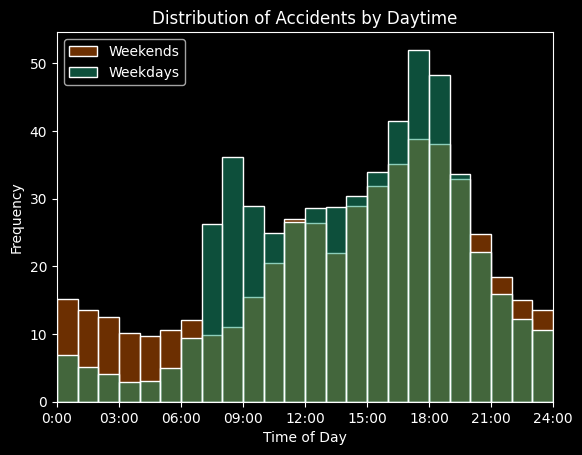 Distribution of Accidents by Daytime
Weekends
Weekdays
50
40
30
20
10
0
Frequency
0:00 03:00 06:00 09:00 12:00 15:00 18:00 21:00 24:00
Time of Day